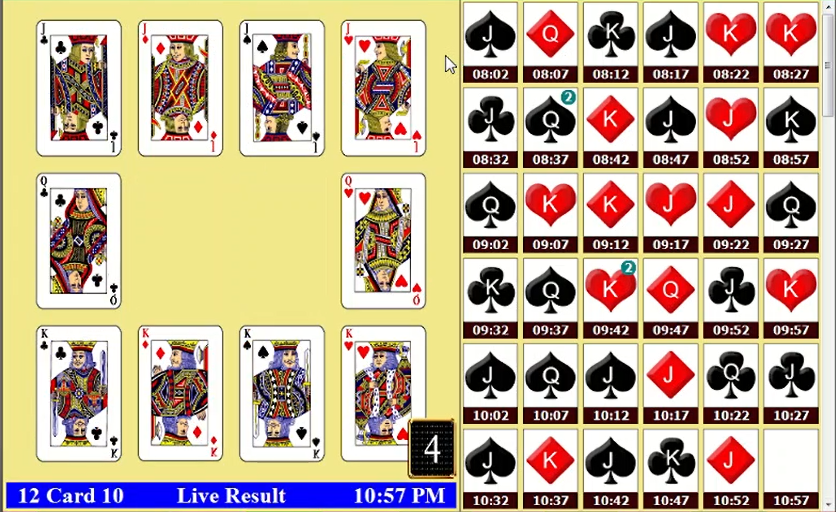 J J J J
J J J J
Q Q
Q Q
K K K K
K K K
4
12 Card 10 Live Result 10:57 PM
J Q K J K K
08:02 08:07 08:12 08:17 08:22 08:27
2
J Q K J J K
08:32 08:37 08:42 08:47 08:52 08:57
Q K K J J Q
09:02 09:07 09:12 09:17 09:22 09:27
2
K Q K Q J K
09:32 09:37 09:42 09:47 09:52 09:57
J Q J J Q J
10:02 10:07 10:12 10:17 10:22 10:27
J K J K J
10:32 10:37 10:42 10:47 10:52